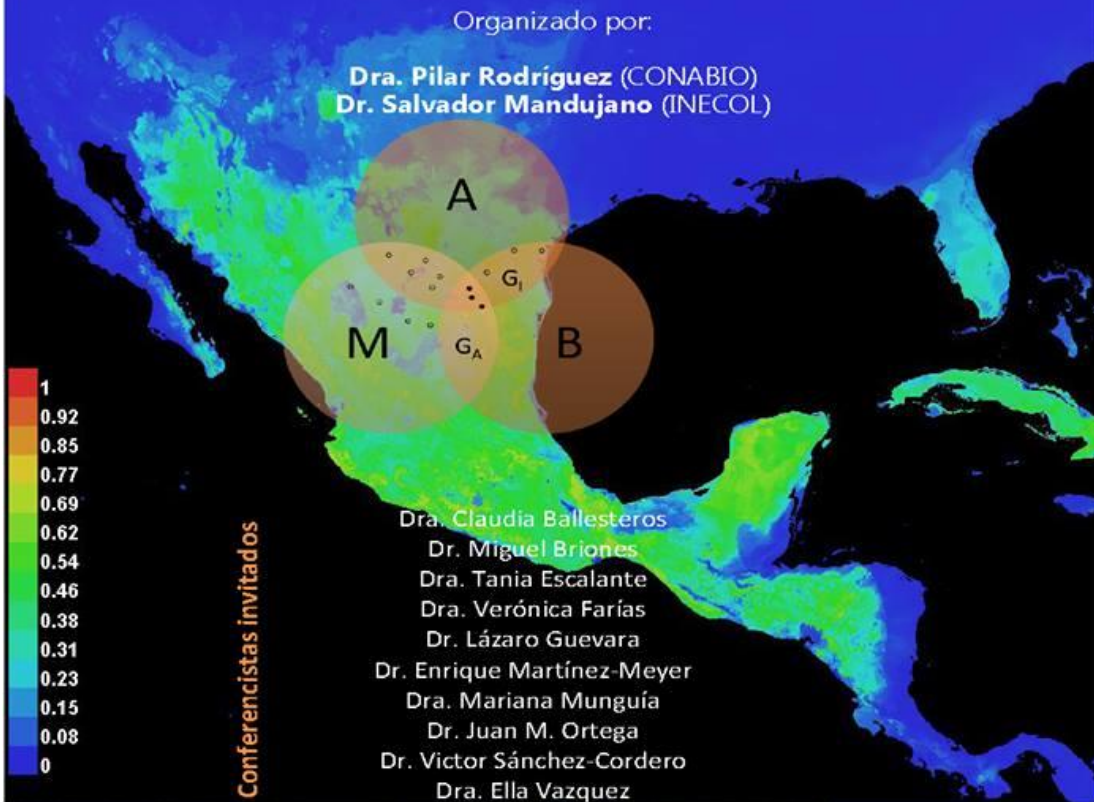 Organizado por:
Dra. Pilar Rodríguez (CONABIO)
Dr. Salvador Mandujano (INECOL)
A
G_I
M
B
G_A
1
0.92
0.85
0.77
0.69
0.62
0.54
0.46
0.38
0.31
0.23
0.15
0.08
0
Conferencistas invitados
Dra. Claudia Ballesteros
Dr. Miguel Briones
Dra. Tania Escalante
Dra. Verónica Farías
Dr. Lázaro Guevara
Dr. Enrique Martínez-Meyer
Dra. Mariana Munguía
Dr. Juan M. Ortega
Dr. Victor Sánchez-Cordero
Dra. Ella Vazquez